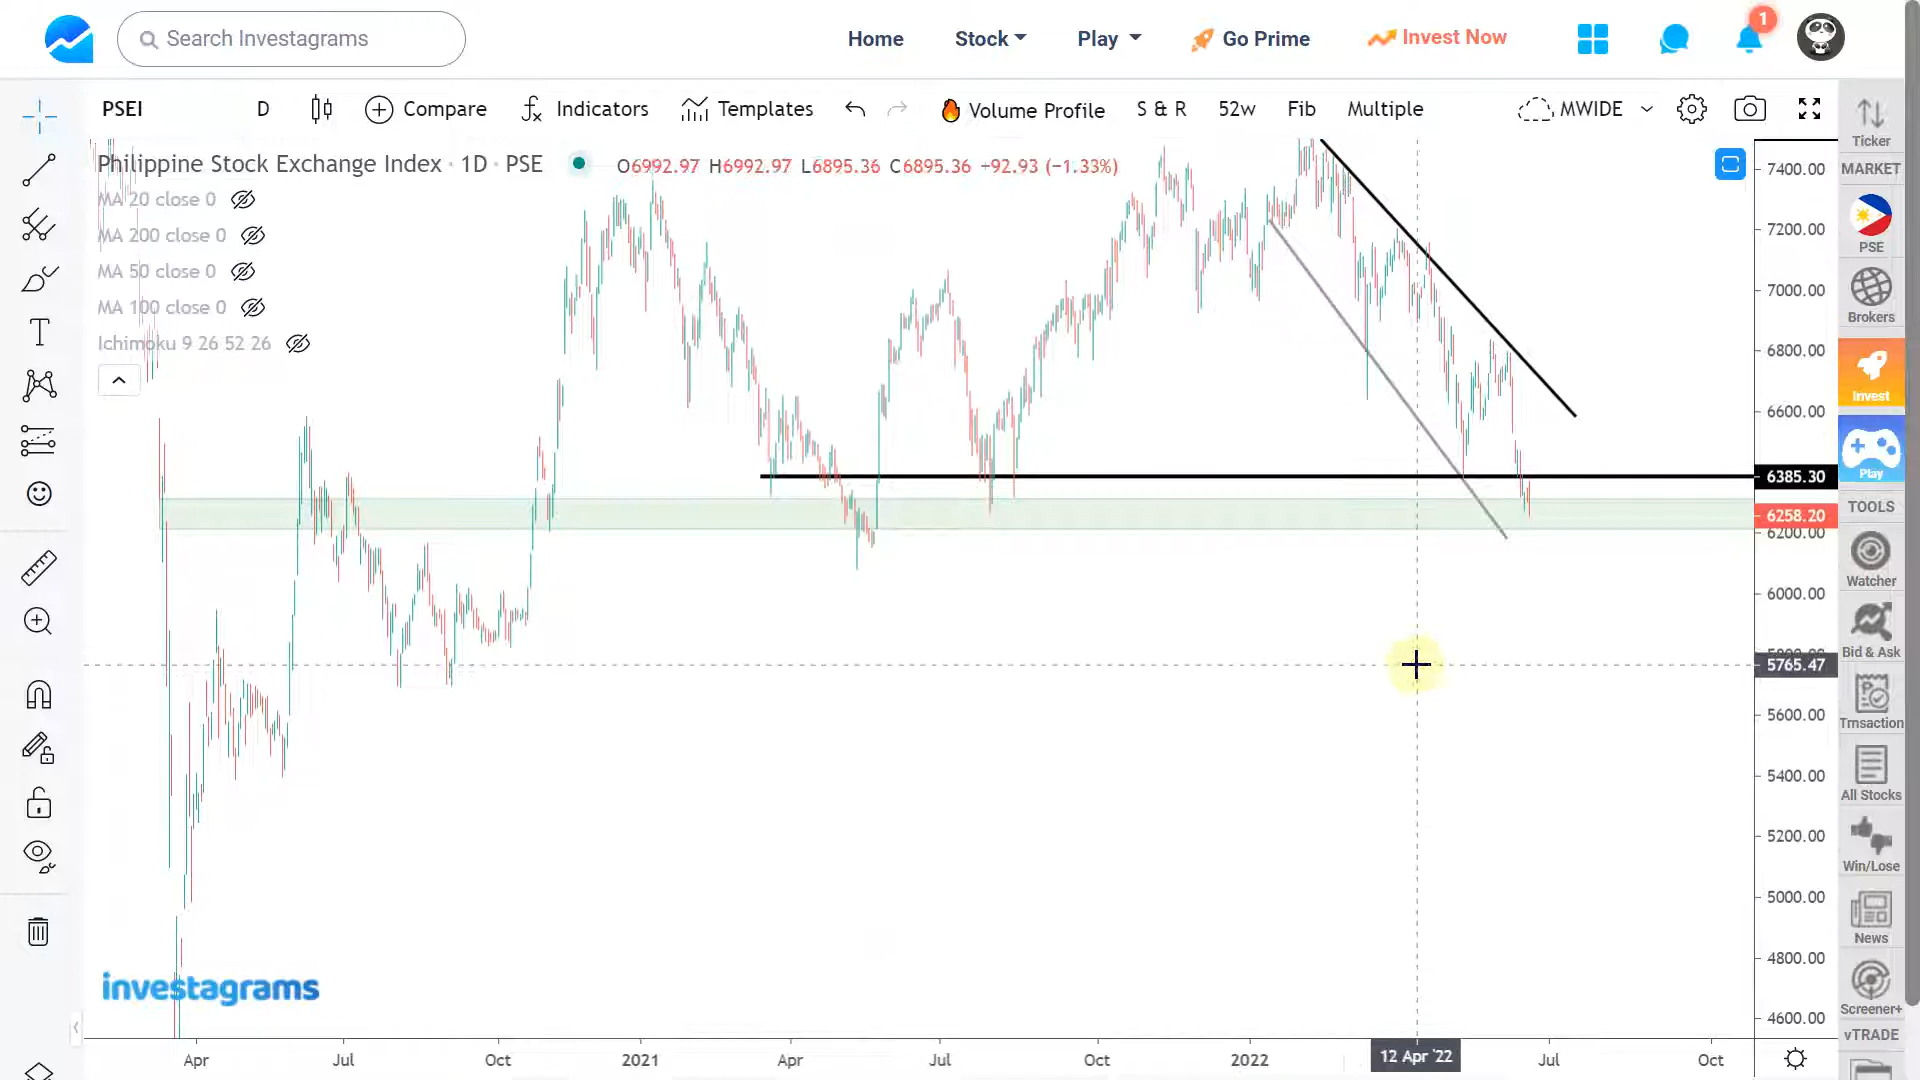 Search Investagrams
Home
Stock
Play
Go Prime
Invest Now
1
PSEI
D
Compare
Indicators
Templates
Volume Profile
S & R
52w
Fib
Multiple
MWIDE
Philippine Stock Exchange Index · 1D · PSE
O6992.97 H6992.97 L6895.36 C6895.36 +92.93 (−1.33%)
MA 20 close 0
MA 200 close 0
MA 50 close 0
MA 100 close 0
Ichimoku 9 26 52 26
7400.00
7200.00
7000.00
6800.00
6600.00
6385.30
6258.20
6200.00
6000.00
5765.47
5600.00
5400.00
5200.00
5000.00
4800.00
4600.00
Ticker
MARKET
PSE
Brokers
Invest
Play
TOOLS
Watcher
Bid & Ask
Trnsaction
All Stocks
Win/Lose
News
Screener+
vTRADE
investagrams
Apr
Jul
Oct
2021
Apr
Jul
Oct
2022
12 Apr '22
Jul
Oct